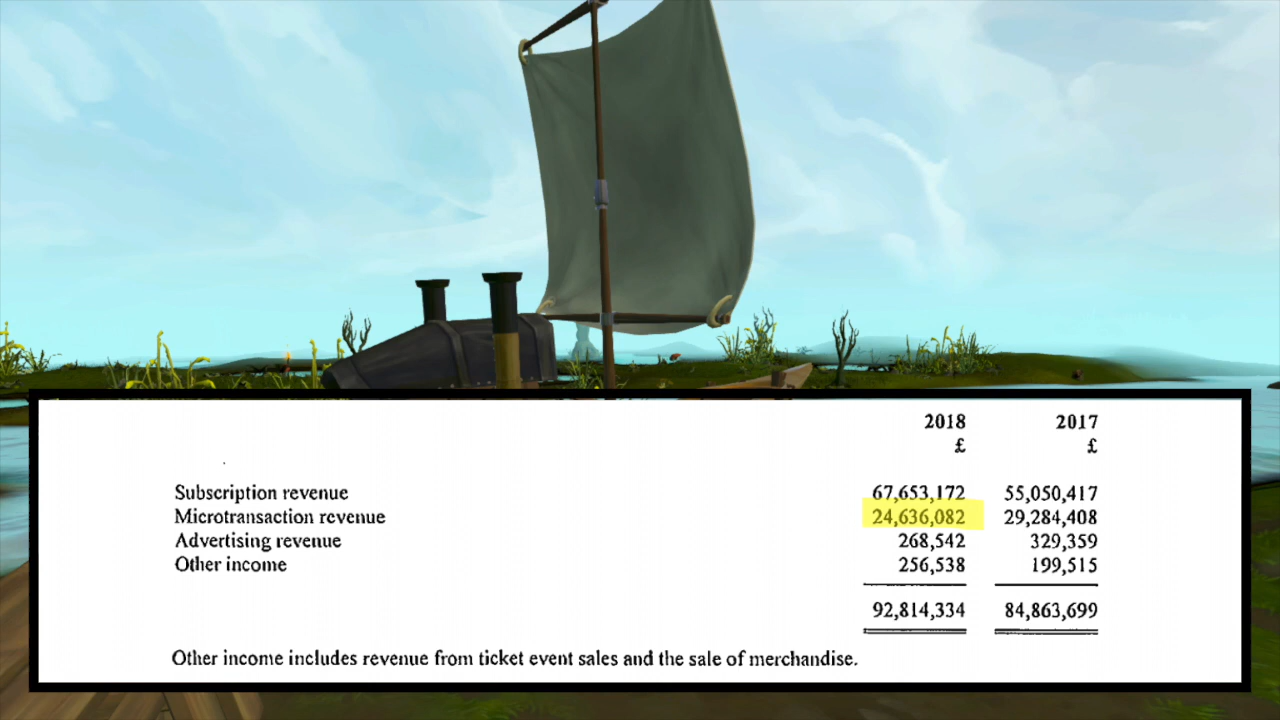 2018 2017
£ £
Subscription revenue 67,653,172 55,050,417
Microtransaction revenue 24,636,082 29,284,408
Advertising revenue 268,542 329,359
Other income 256,538 199,515
92,814,334 84,863,699
Other income includes revenue from ticket event sales and the sale of merchandise.